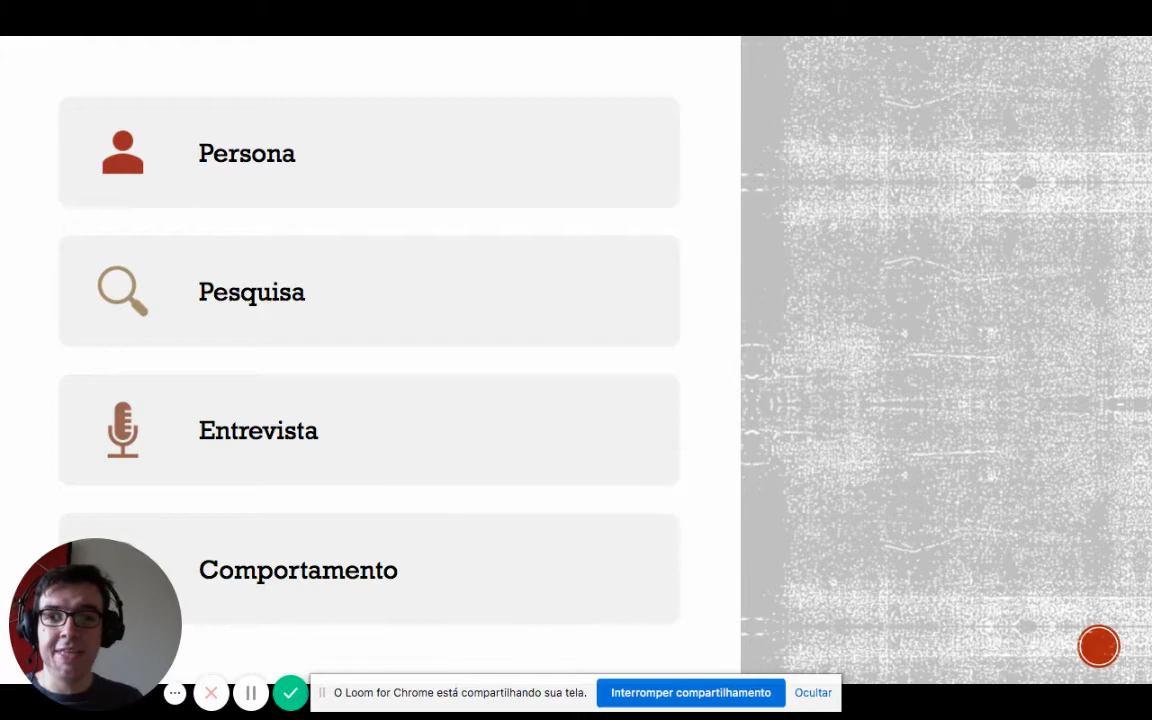 Persona
Pesquisa
Entrevista
Comportamento
O Loom for Chrome está compartilhando sua tela. Interromper compartilhamento Ocultar